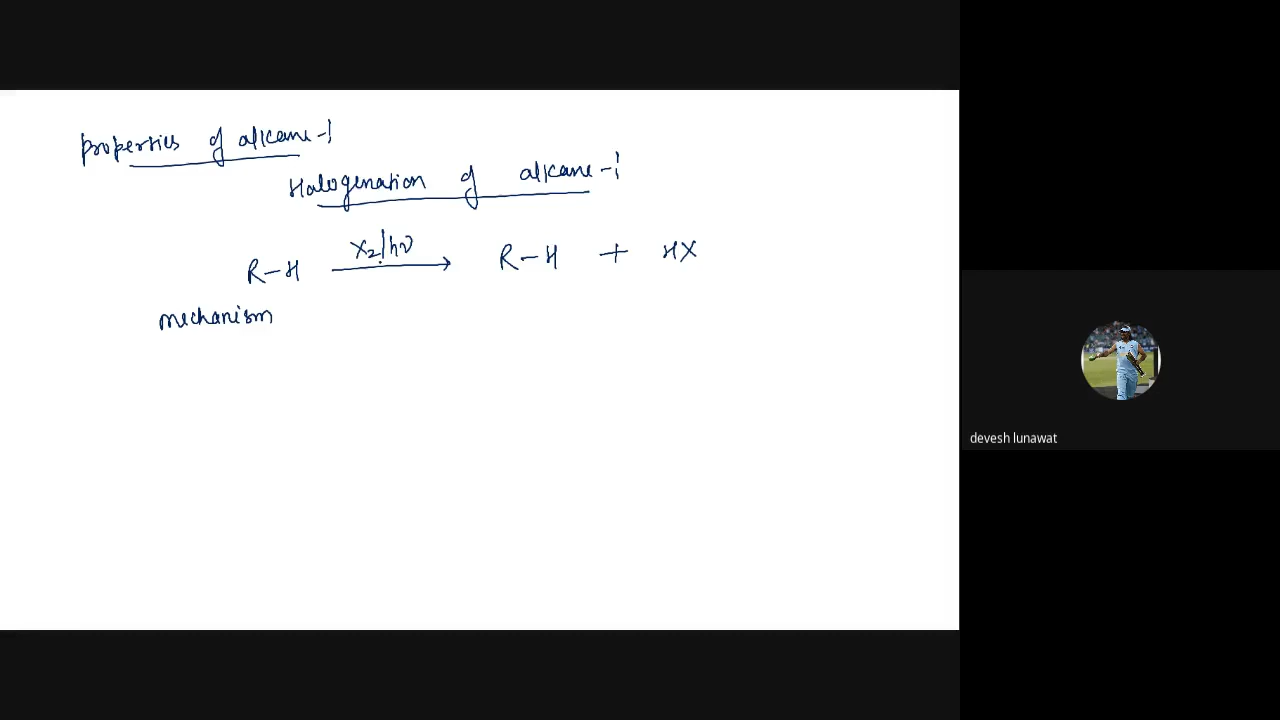 properties of alkane -:
Halogenation of alkane -:
R-H X2/hν R-H + HX
mechanism
devesh lunawat